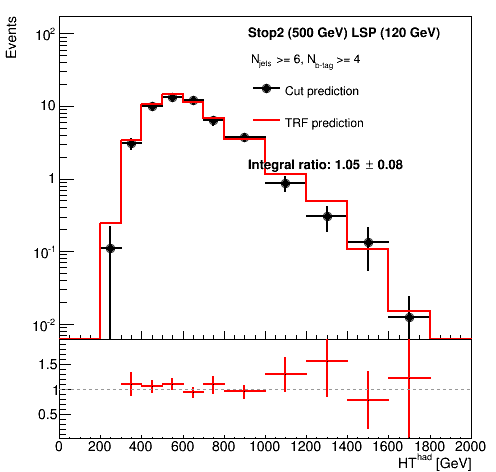 Events
Stop2 (500 GeV) LSP (120 GeV)
N_jets >= 6, N_b-tag >= 4
Cut prediction
TRF prediction
Integral ratio: 1.05 ± 0.08
10^2
10
1
10^-1
10^-2
1.5
1
0.5
0 200 400 600 800 1000 1200 1400 1600 1800 2000
HT^had [GeV]